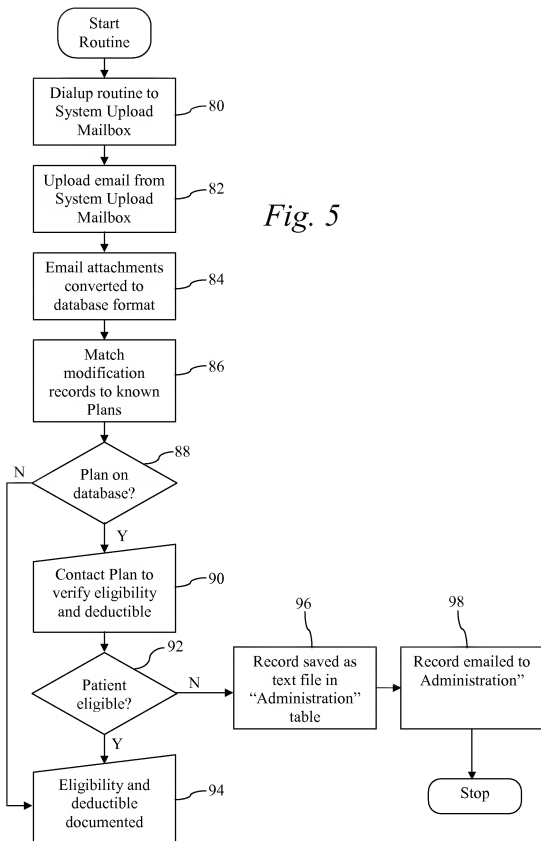 Start
Routine
Dialup routine to
System Upload
Mailbox
80
Upload email from
System Upload
Mailbox
82
Fig. 5
Email attachments
converted to
database format
84
Match
modification
records to known
Plans
86
88
N
Plan on
database?
Y
Contact Plan to
verify eligibility
and deductible
90
92
Patient
eligible?
N
Y
96
Record saved as
text file in
“Administration”
table
98
Record emailed to
Administration”
Eligibility and
deductible
documented
94
Stop